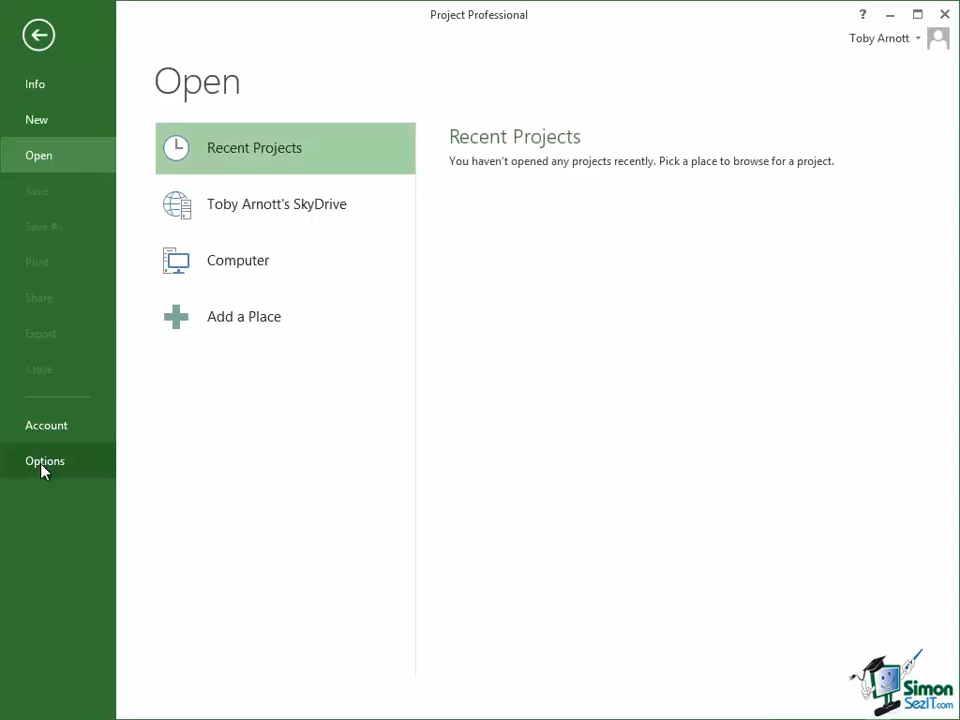 Project Professional
?
Toby Arnott
Info
New
Open
Save
Save As
Print
Share
Export
Close
Account
Options
Open
Recent Projects
Toby Arnott's SkyDrive
Computer
Add a Place
Recent Projects
You haven't opened any projects recently. Pick a place to browse for a project.
Simon
SezIT.com